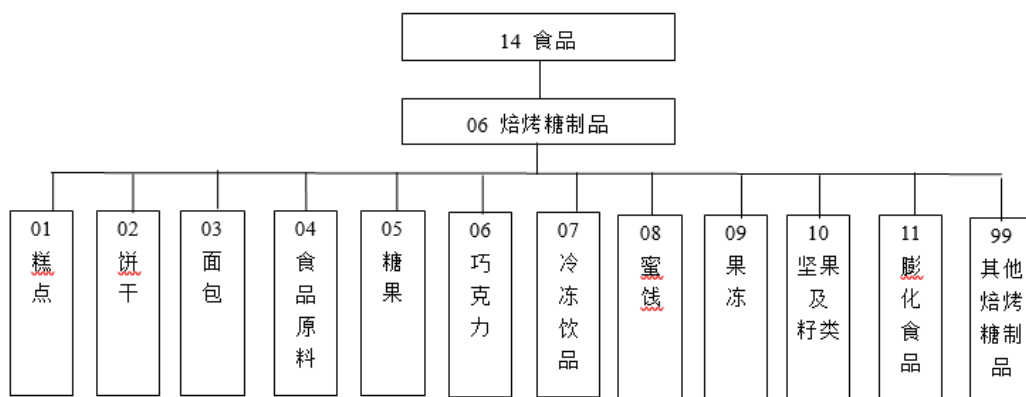 14 食品
06 焙烤糖制品
01
糕
点
02
饼
干
03
面
包
04
食
品
原
料
05
糖
果
06
巧
克
力
07
冷
冻
饮
品
08
蜜
饯
09
果
冻
10
坚果
及
籽类
11
膨
化
食
品
99
其他
焙烤
糖制
品